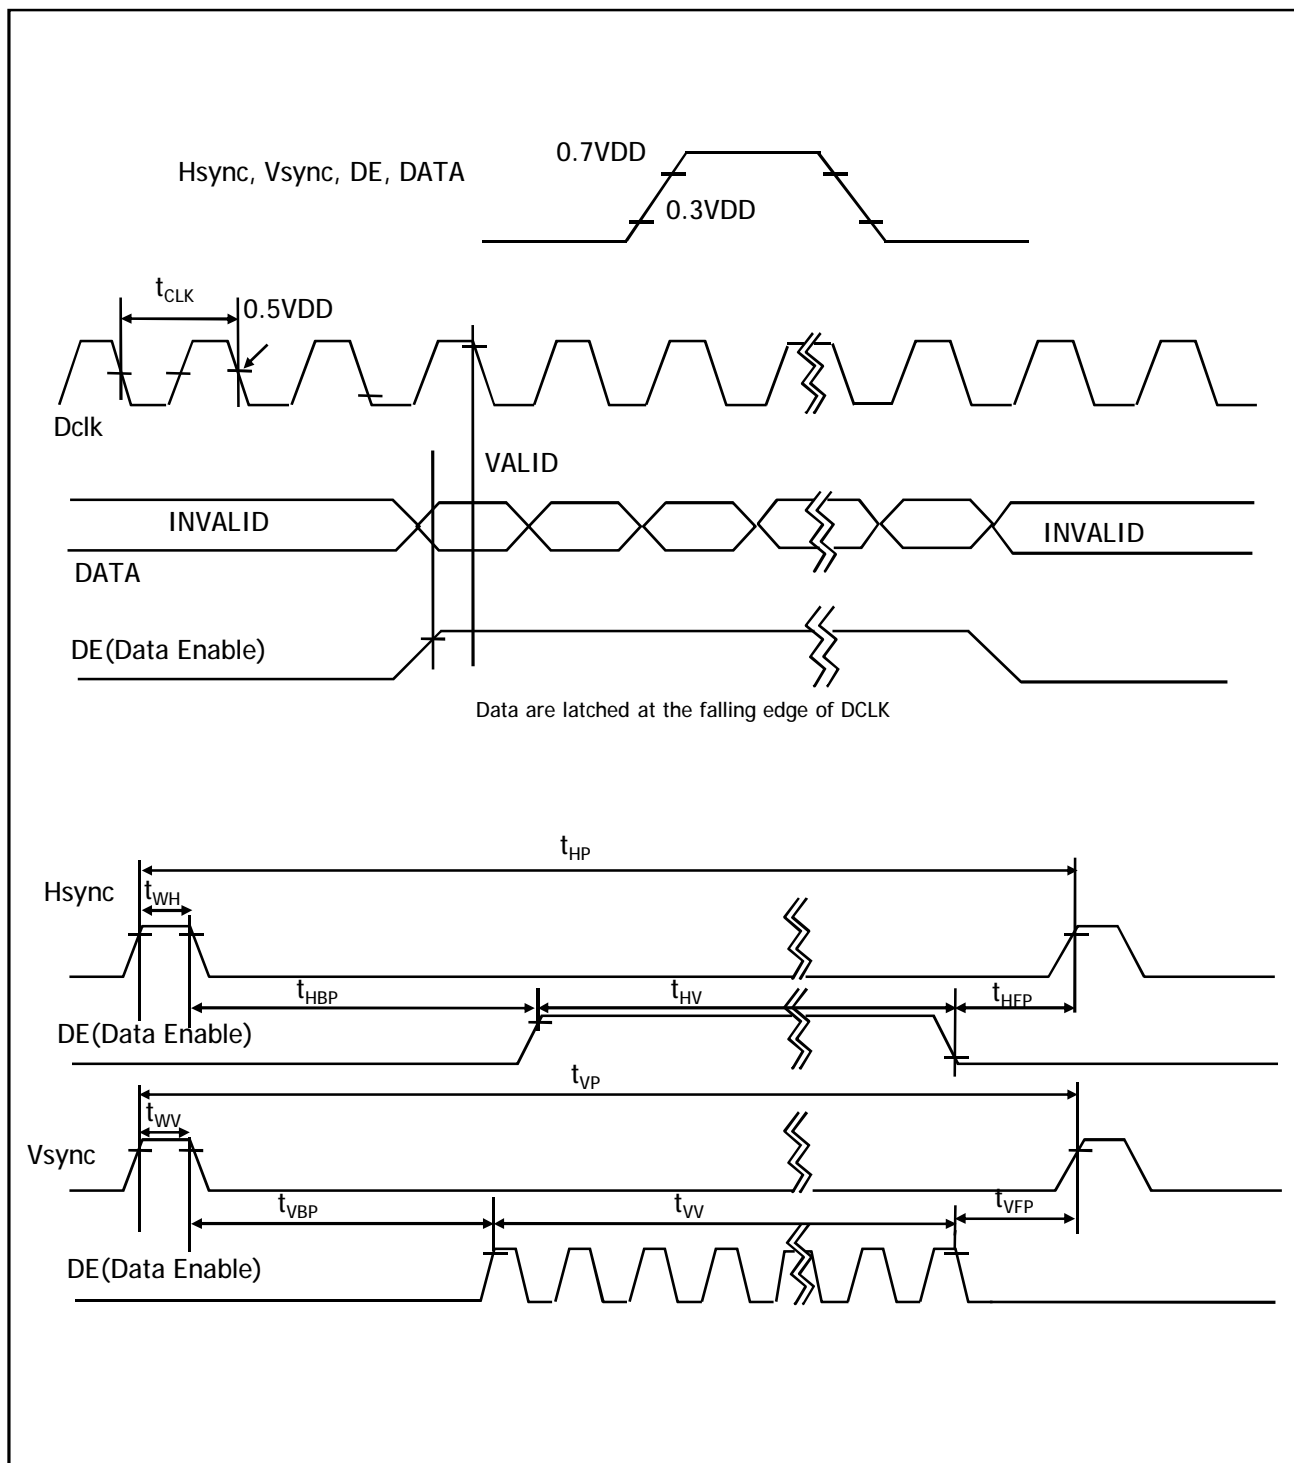 0.7VDD
Hsync, Vsync, DE, DATA
0.3VDD
tCLK
0.5VDD
Dclk
VALID
INVALID
INVALID
DATA
DE(Data Enable)
Data are latched at the falling edge of DCLK
tHP
Hsync
tWH
tHBP
tHV
tHFP
DE(Data Enable)
tVP
tWV
Vsync
tVBP
tVV
tVFP
DE(Data Enable)